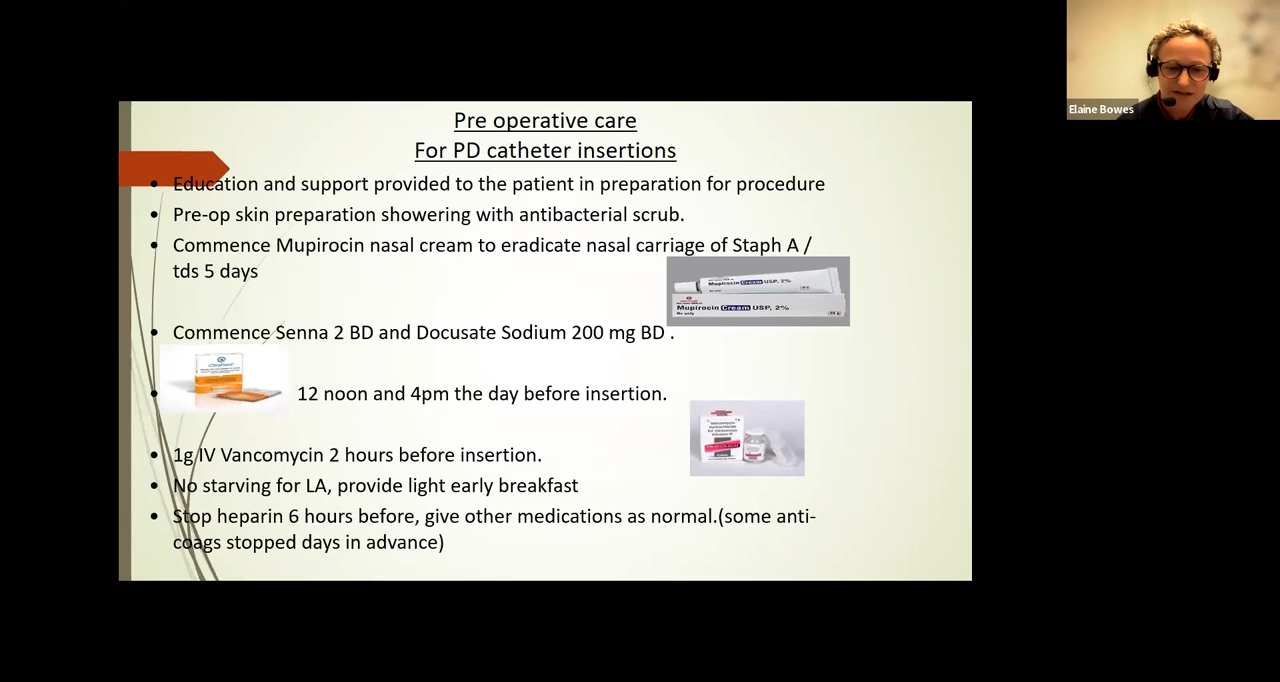 Elaine Bowes
Pre operative care
For PD catheter insertions
• Education and support provided to the patient in preparation for procedure
• Pre-op skin preparation showering with antibacterial scrub.
• Commence Mupirocin nasal cream to eradicate nasal carriage of Staph A /
tds 5 days
Mupirocin Cream USP, 2%
Mupirocin Cream USP, 2%
• Commence Senna 2 BD and Docusate Sodium 200 mg BD .
• 12 noon and 4pm the day before insertion.
• 1g IV Vancomycin 2 hours before insertion.
• No starving for LA, provide light early breakfast
• Stop heparin 6 hours before, give other medications as normal.(some anti-
coags stopped days in advance)